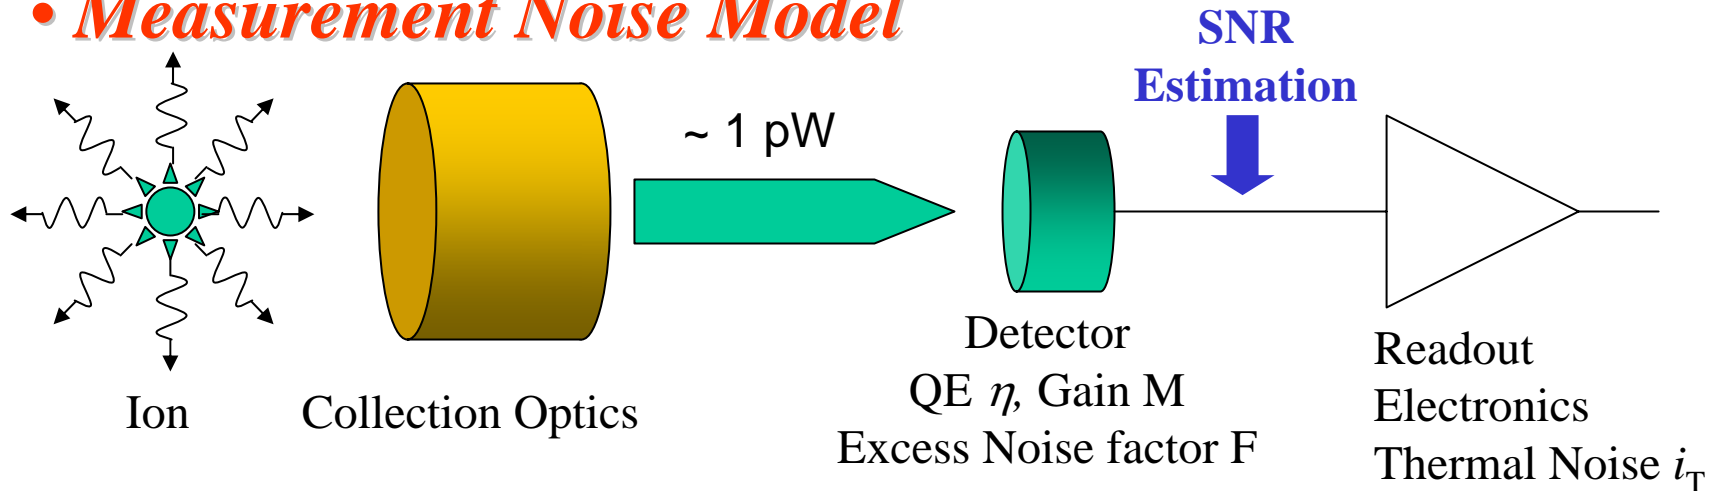 • Measurement Noise Model
SNR
Estimation
~ 1 pW
Ion
Collection Optics
Detector
QE η, Gain M
Excess Noise factor F
Readout
Electronics
Thermal Noise i_T